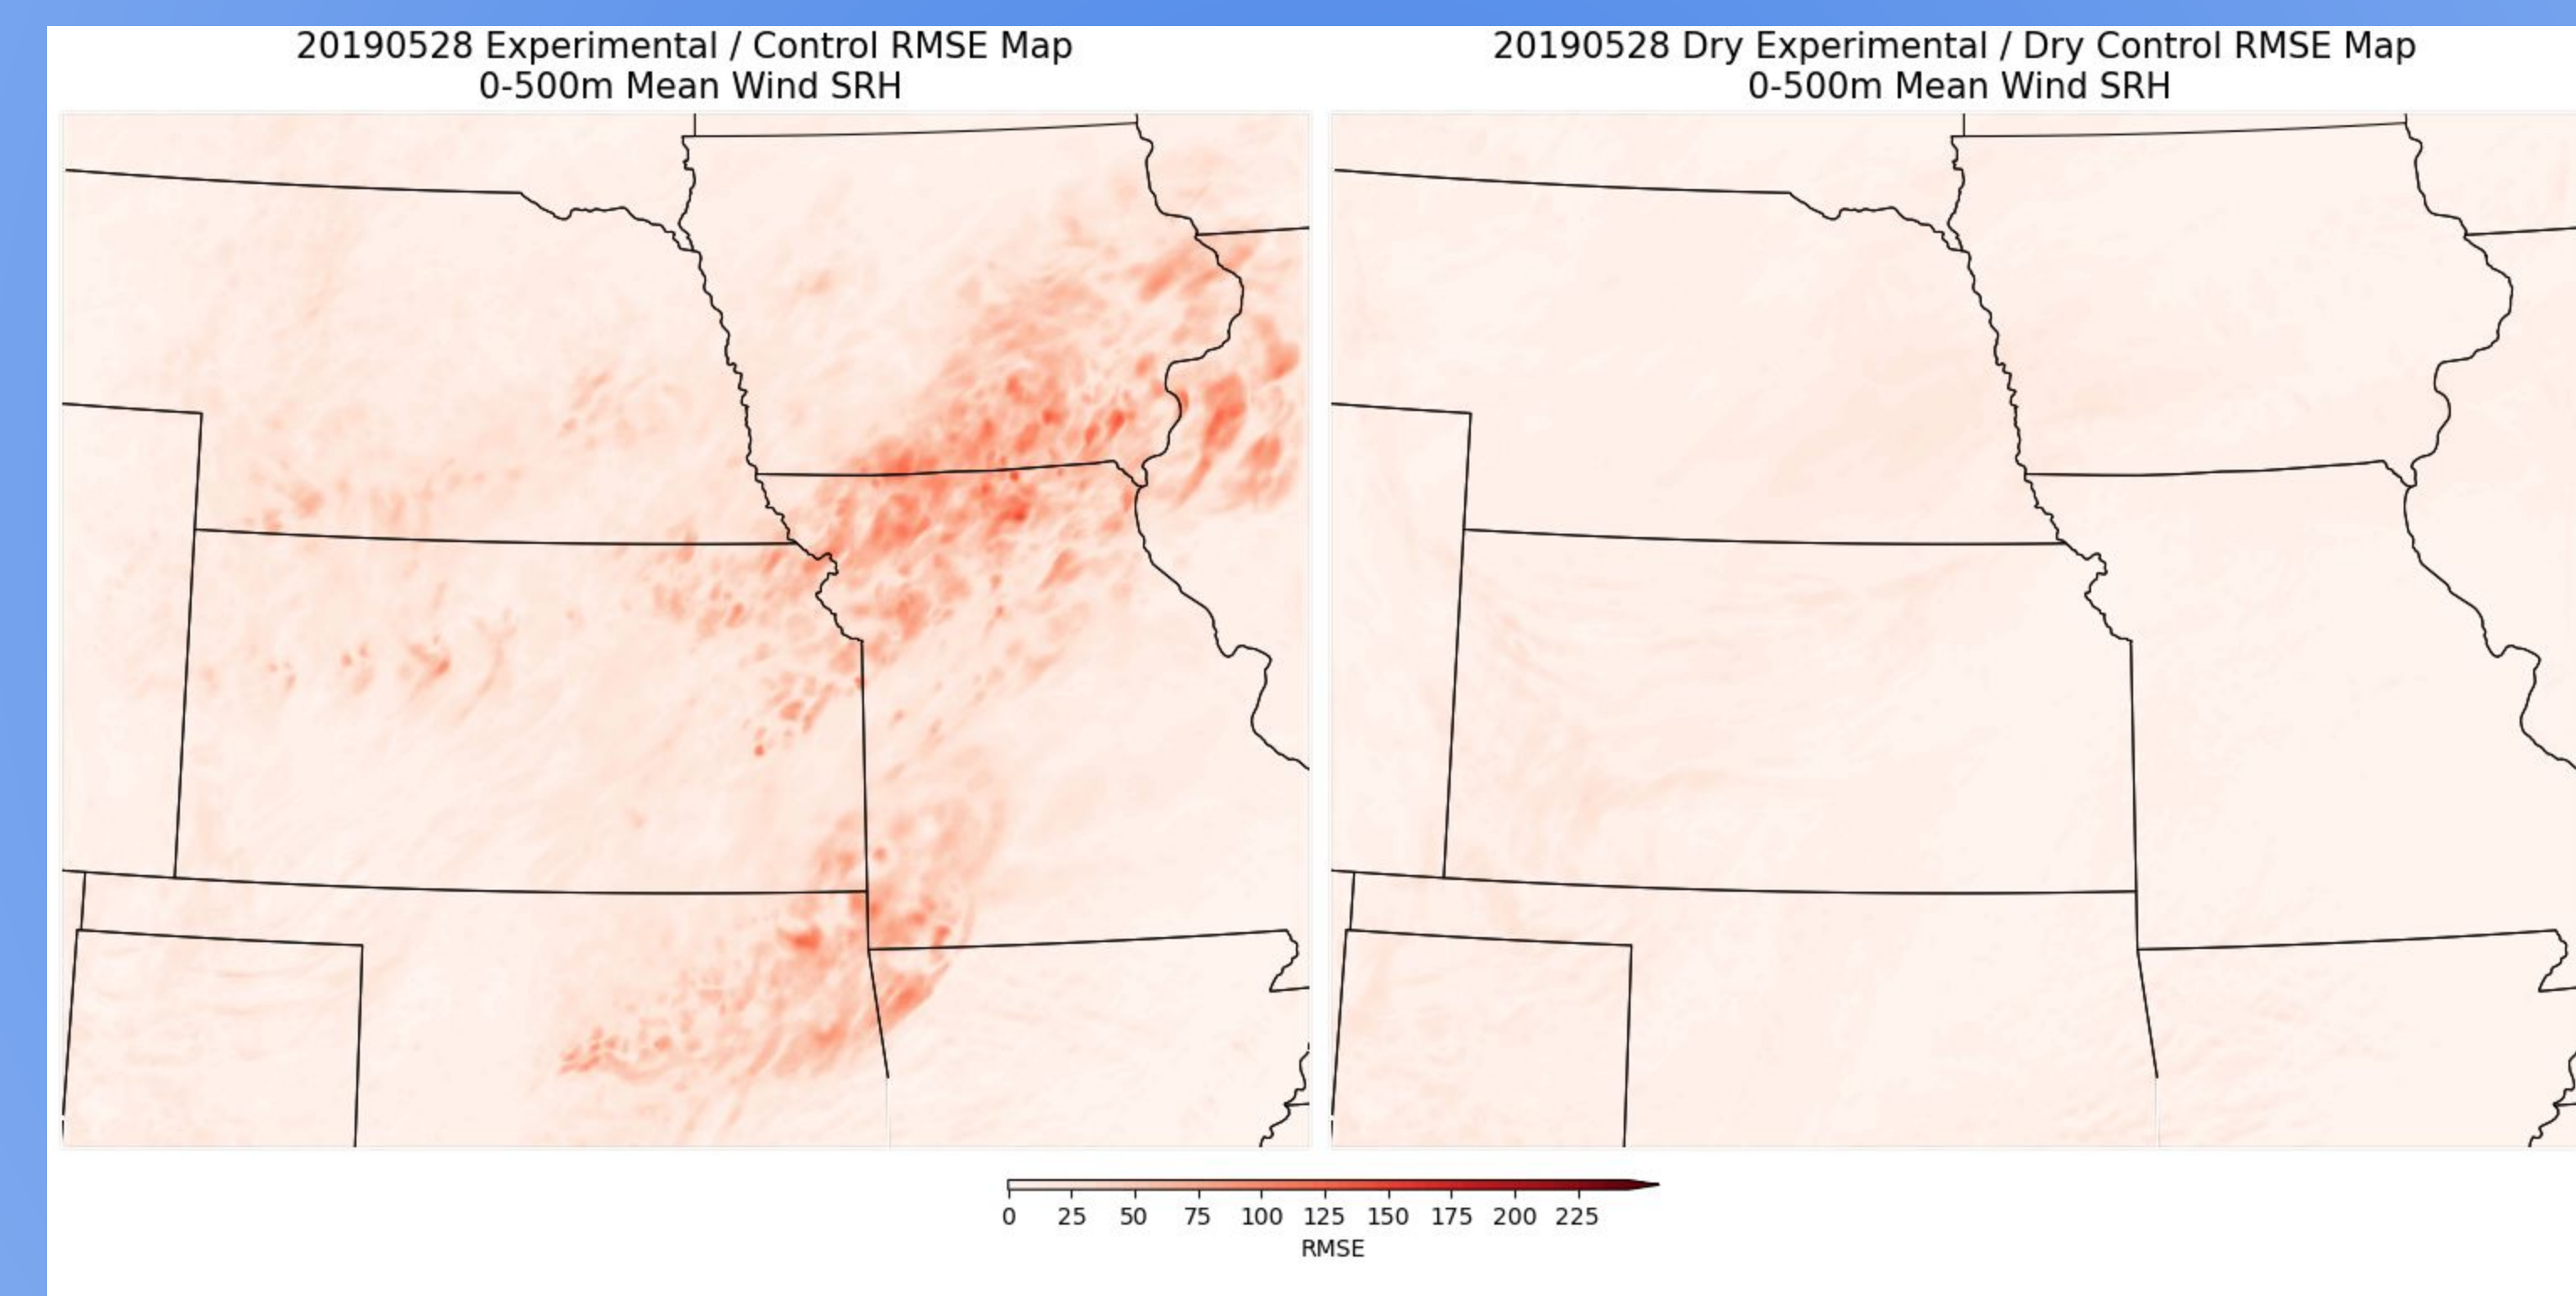 20190528 Experimental / Control RMSE Map
0-500m Mean Wind SRH
20190528 Dry Experimental / Dry Control RMSE Map
0-500m Mean Wind SRH
0 25 50 75 100 125 150 175 200 225
RMSE